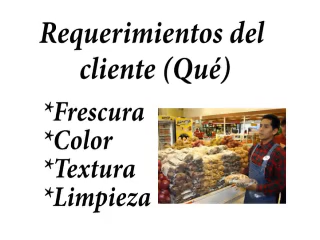 Requerimientos del
cliente (Qué)
*Frescura
*Color
*Textura
*Limpieza